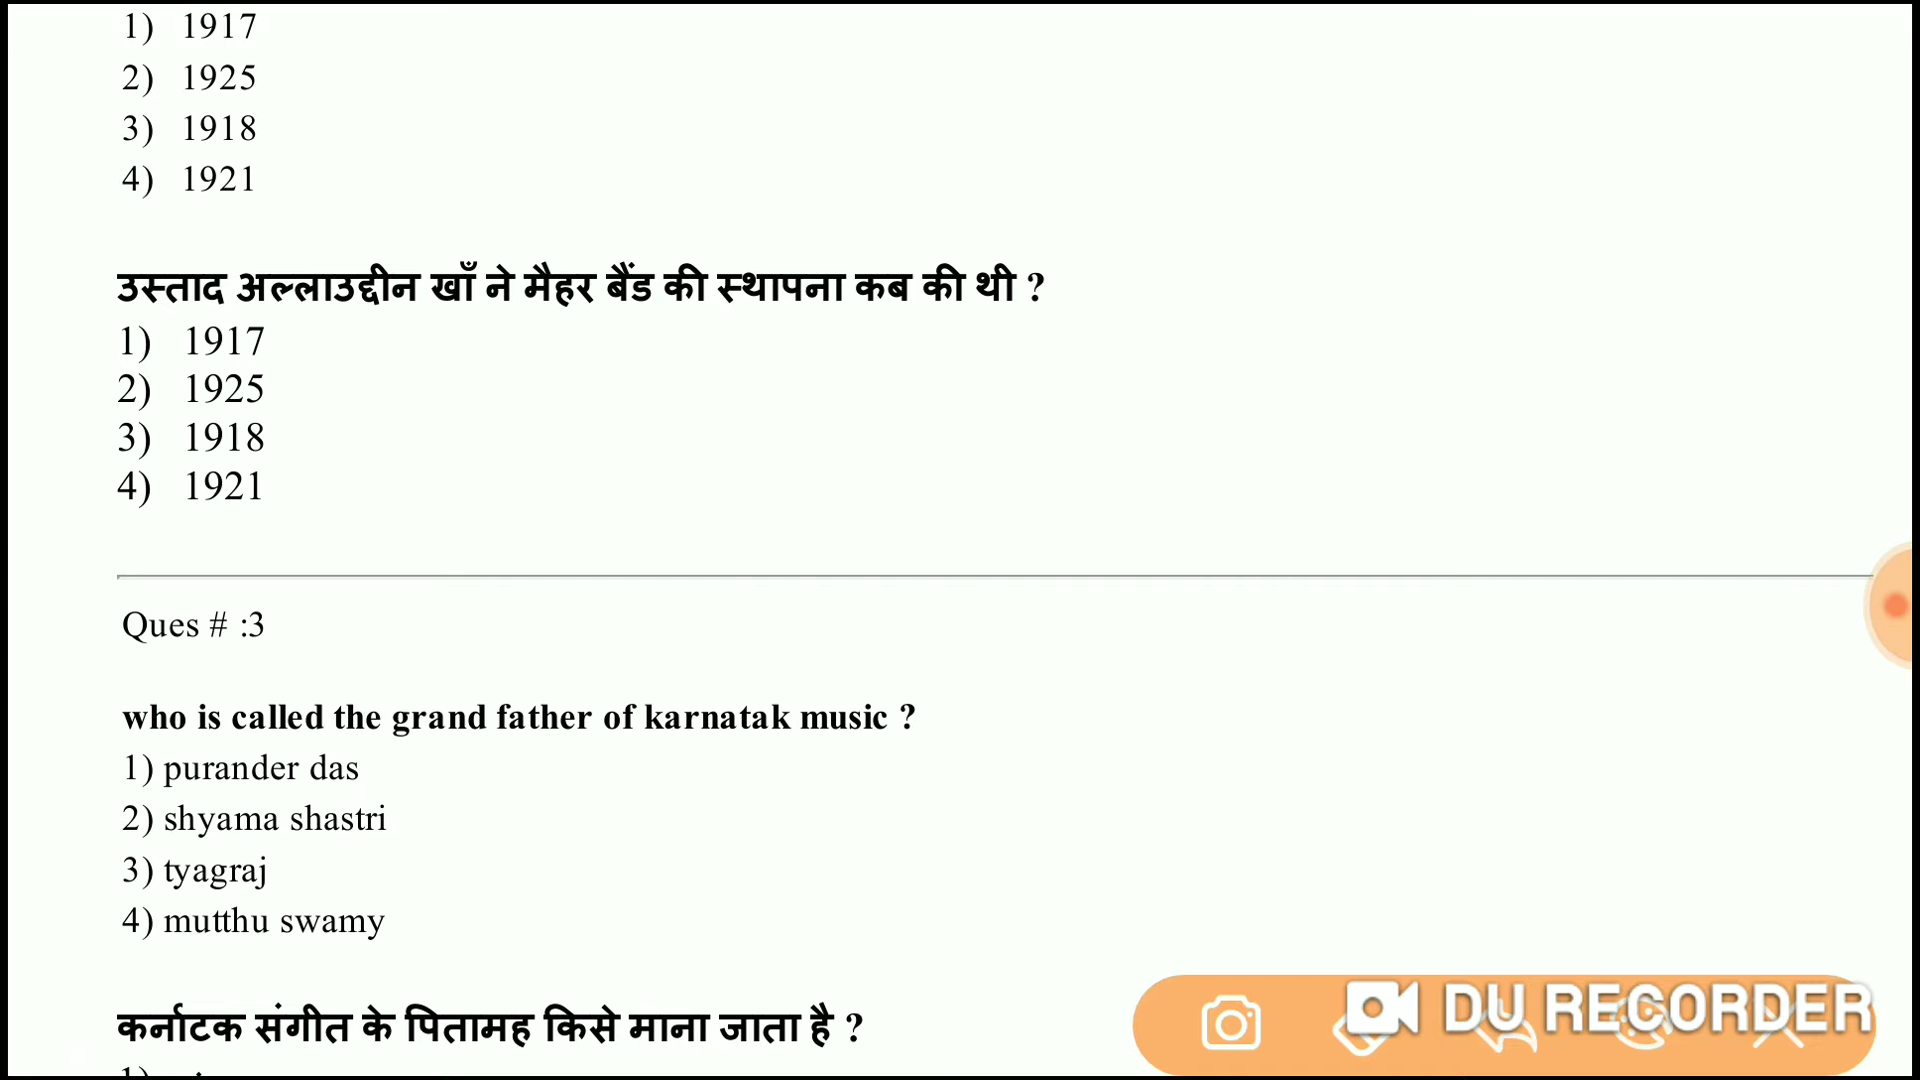 1) 1917
2) 1925
3) 1918
4) 1921
उस्ताद अल्लाउद्दीन खाँ ने मैहर बैंड की स्थापना कब की थी ?
1) 1917
2) 1925
3) 1918
4) 1921
Ques # :3
who is called the grand father of karnatak music ?
1) purander das
2) shyama shastri
3) tyagraj
4) mutthu swamy
कर्नाटक संगीत के पितामह किसे माना जाता है ?
1)
DU RECORDER